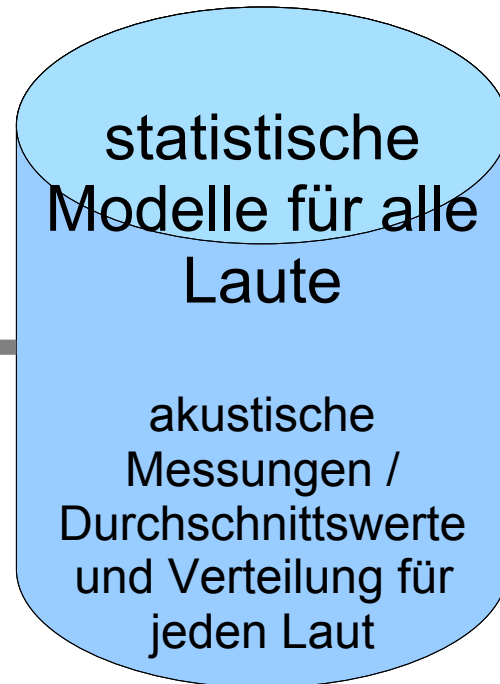 statistische
Modelle für alle
Laute
akustische
Messungen /
Durchschnittswerte
und Verteilung für
jeden Laut